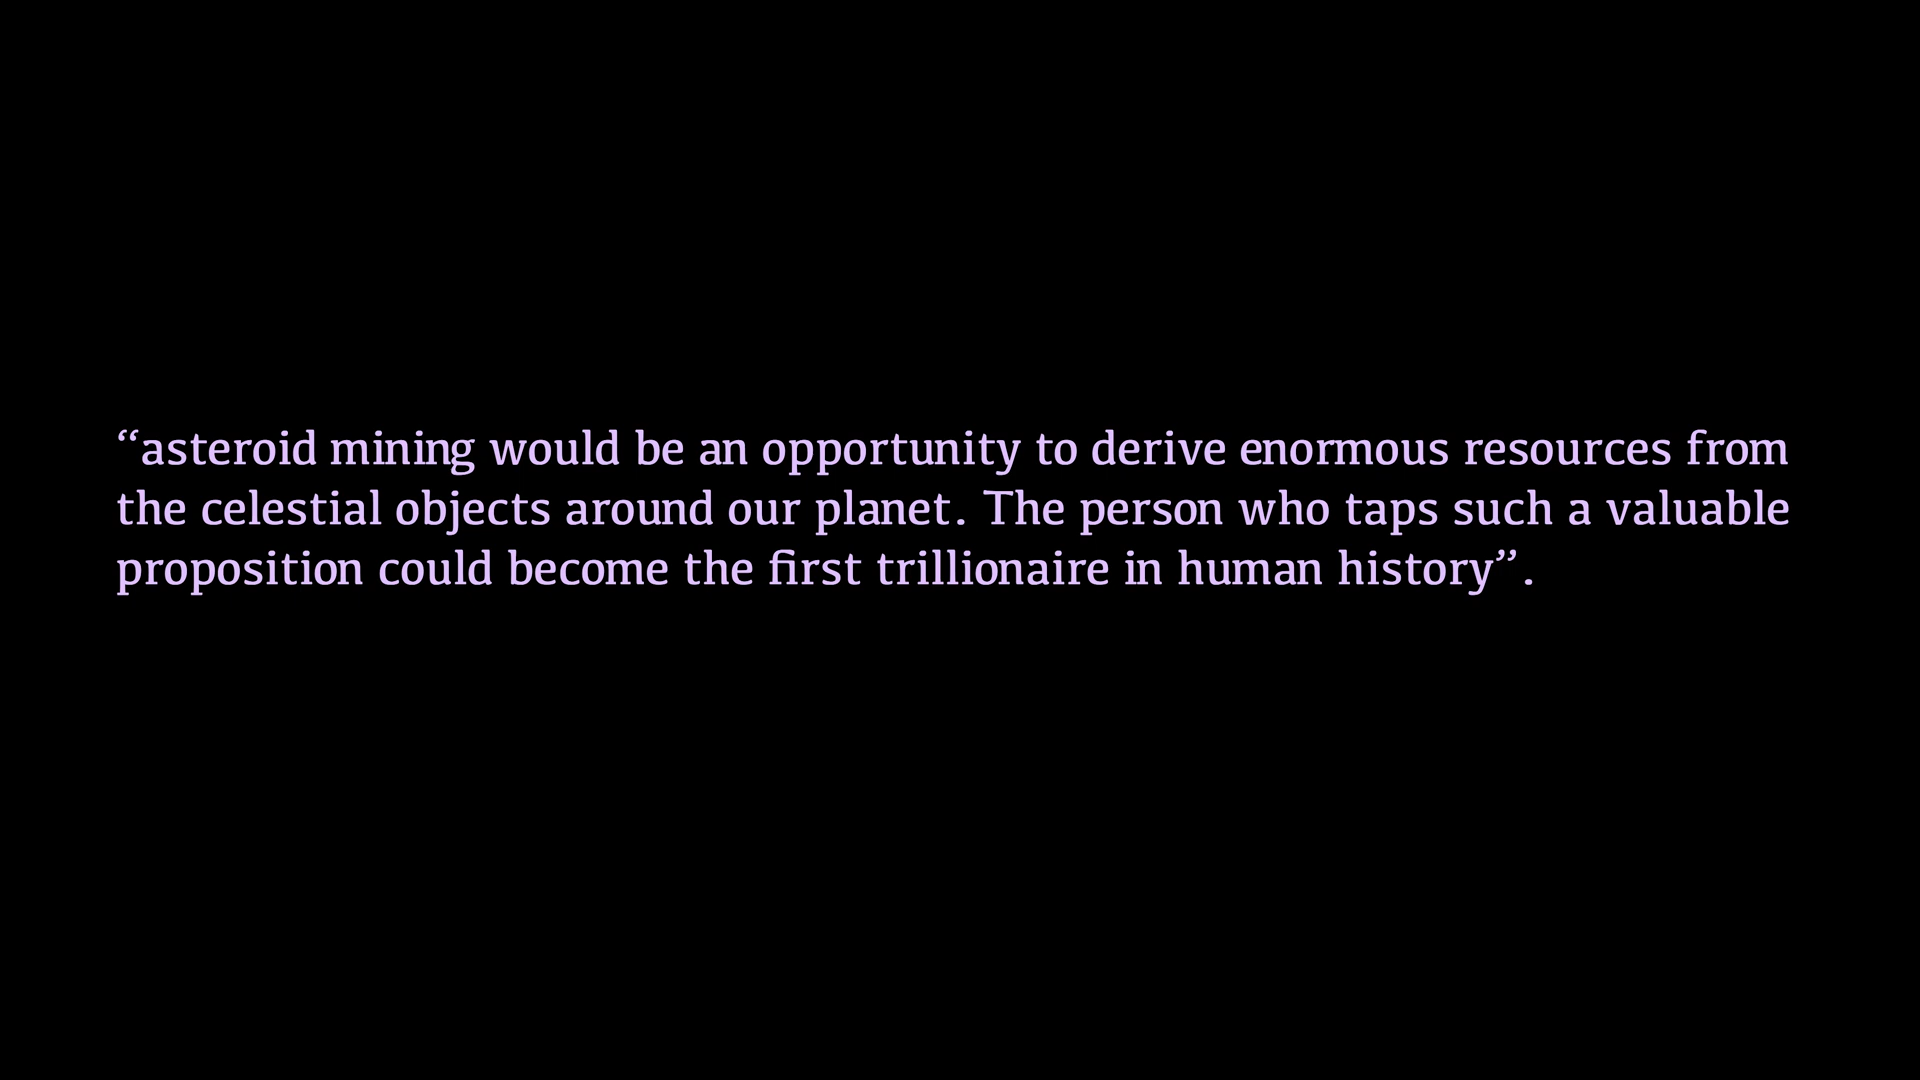 “asteroid mining would be an opportunity to derive enormous resources from
the celestial objects around our planet. The person who taps such a valuable
proposition could become the first trillionaire in human history”.